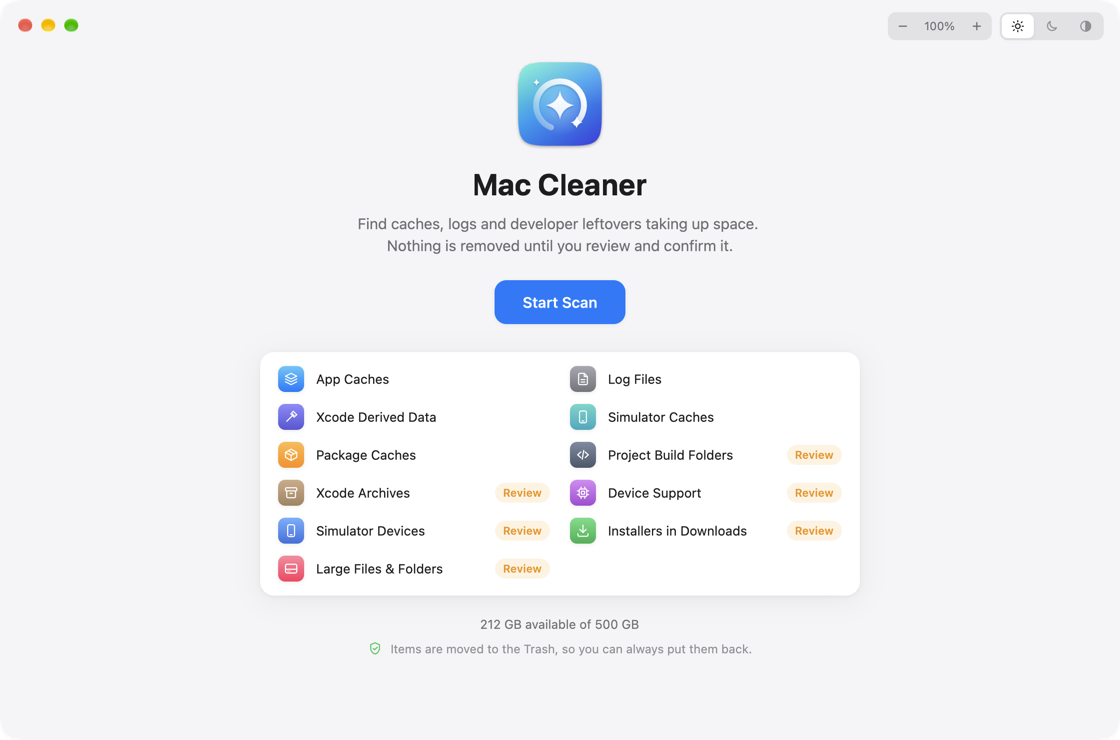 100%
Mac Cleaner
Find caches, logs and developer leftovers taking up space.
Nothing is removed until you review and confirm it.
Start Scan
App Caches
Log Files
Xcode Derived Data
Simulator Caches
Package Caches
Project Build Folders Review
Xcode Archives Review
Device Support Review
Simulator Devices Review
Installers in Downloads Review
Large Files & Folders Review
212 GB available of 500 GB
Items are moved to the Trash, so you can always put them back.